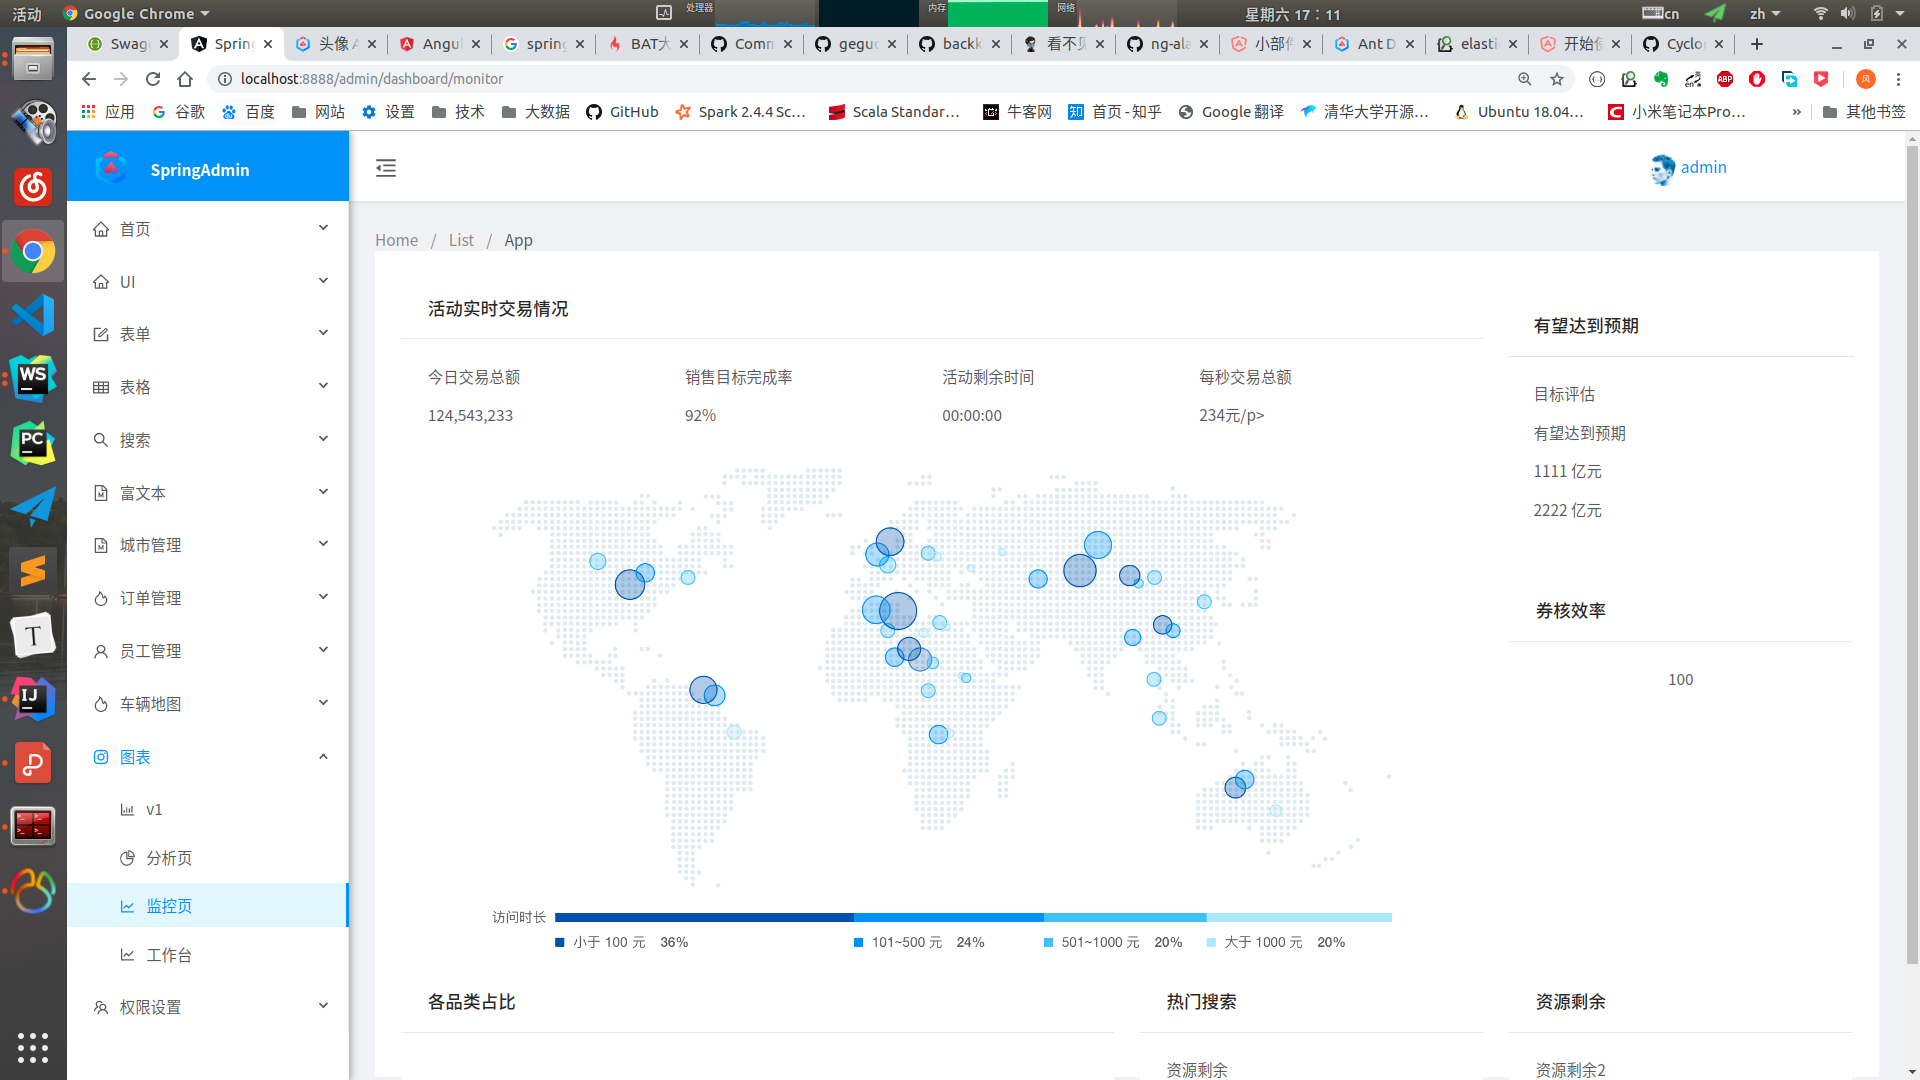 活动 Google Chrome 处理器 内存 网络 星期六 17：11 cn zh
Swag Spring 头像 A Angul spring BAT大 Comm geguc backk 看不见 ng-ala 小部件 Ant D elasti 开始使 Cyclo
localhost:8888/admin/dashboard/monitor
应用 谷歌 百度 网站 设置 技术 大数据 GitHub Spark 2.4.4 Sc... Scala Standar... 牛客网 首页 - 知乎 Google 翻译 清华大学开源... Ubuntu 18.04... 小米笔记本Pro... » 其他书签
SpringAdmin
admin
首页
UI
表单
表格
搜索
富文本
城市管理
订单管理
员工管理
车辆地图
图表
v1
分析页
监控页
工作台
权限设置
Home / List / App
活动实时交易情况
今日交易总额 销售目标完成率 活动剩余时间 每秒交易总额
124,543,233 92% 00:00:00 234元/p>
访问时长
小于 100 元 36% 101~500 元 24% 501~1000 元 20% 大于 1000 元 20%
有望达到预期
目标评估
有望达到预期
1111 亿元
2222 亿元
券核效率
100
各品类占比
热门搜索
资源剩余
资源剩余
资源剩余2
WS
PC
T
IJ